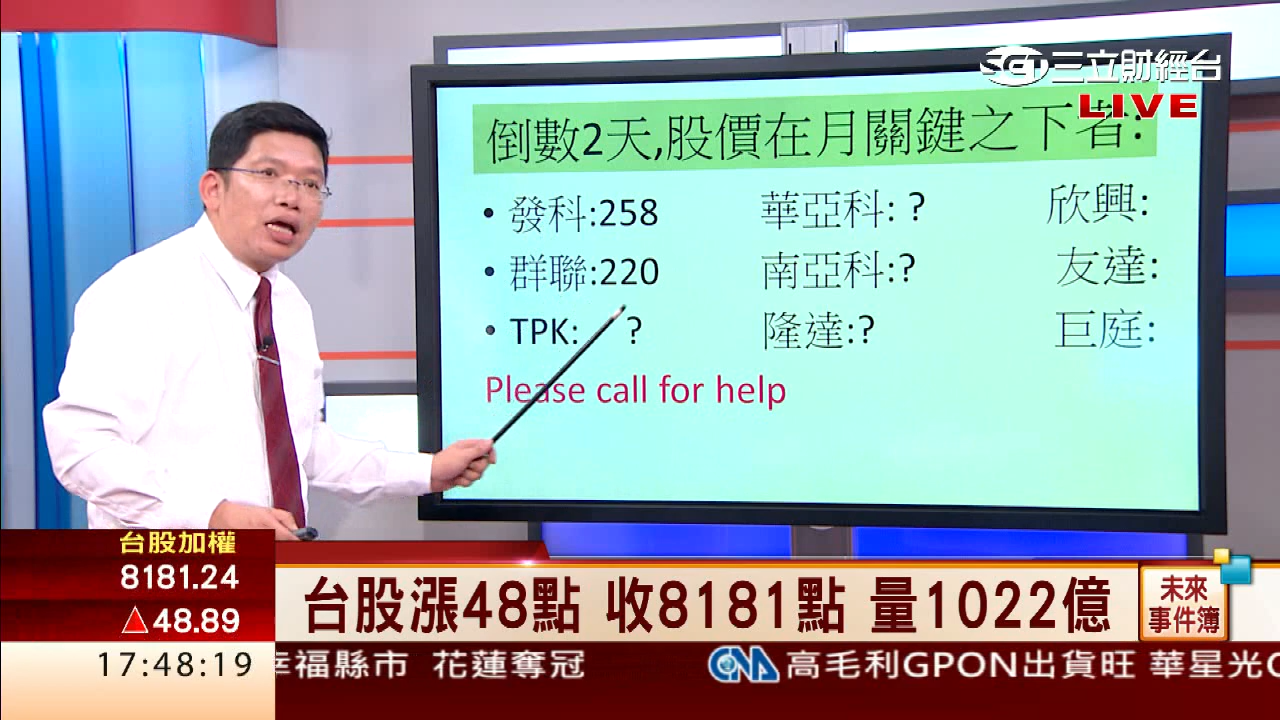 SET 三立財經台
LIVE
倒數2天,股價在月關鍵之下者:
• 發科:258 華亞科: ? 欣興:
• 群聯:220 南亞科:? 友達:
• TPK: ? 隆達:? 巨庭:
Please call for help
台股加權
8181.24
△48.89
台股漲48點 收8181點 量1022億
未來
事件簿
17:48:19
幸福縣市 花蓮奪冠 CNA 高毛利GPON出貨旺 華星光